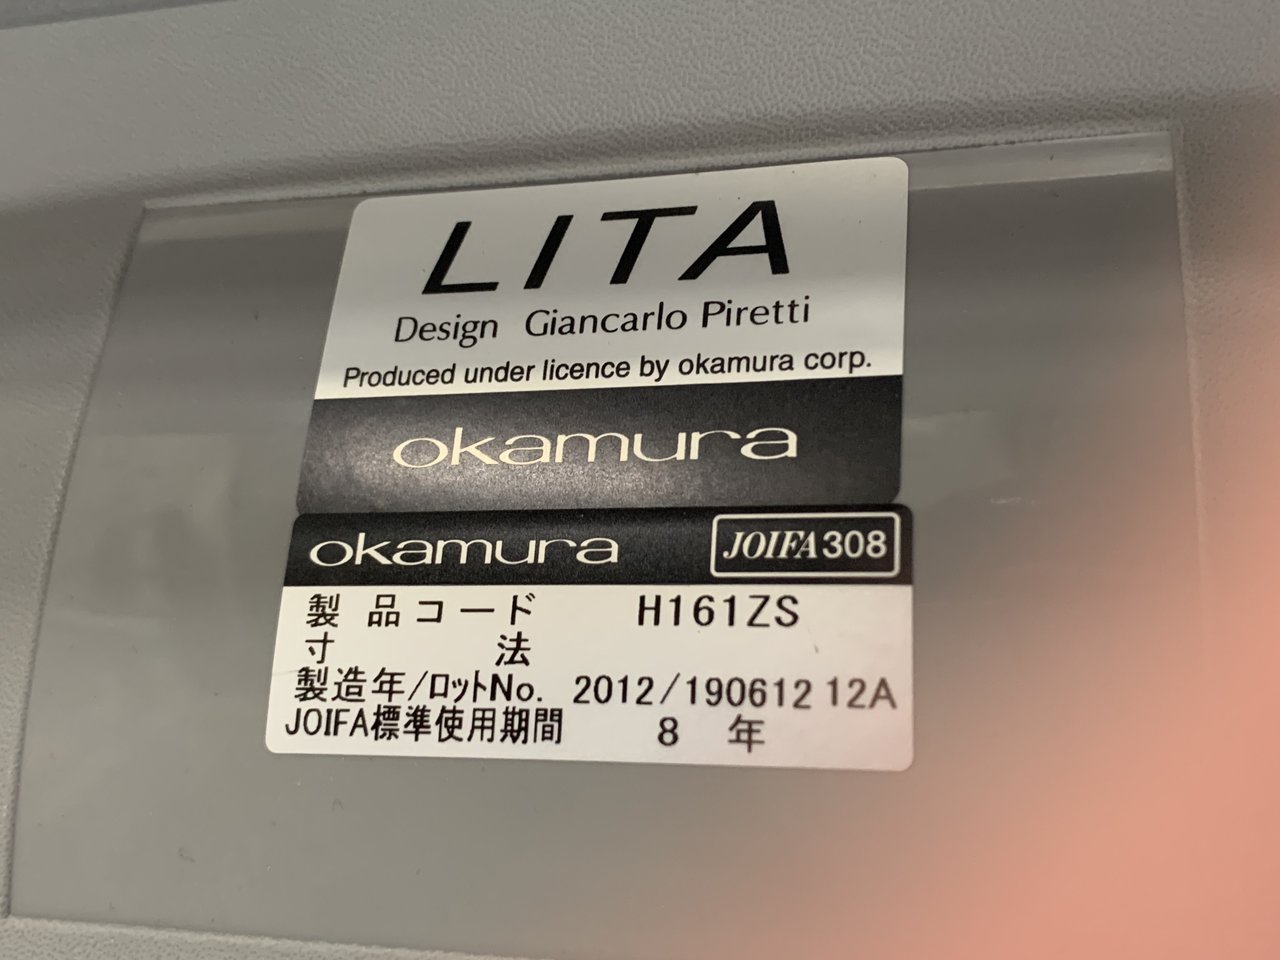 LITA
Design Giancarlo Piretti
Produced under licence by okamura corp.
okamura
okamura JOIFA308
製品コード H161ZS
寸法
製造年/ロットNo. 2012/190612 12A
JOIFA標準使用期間 8 年